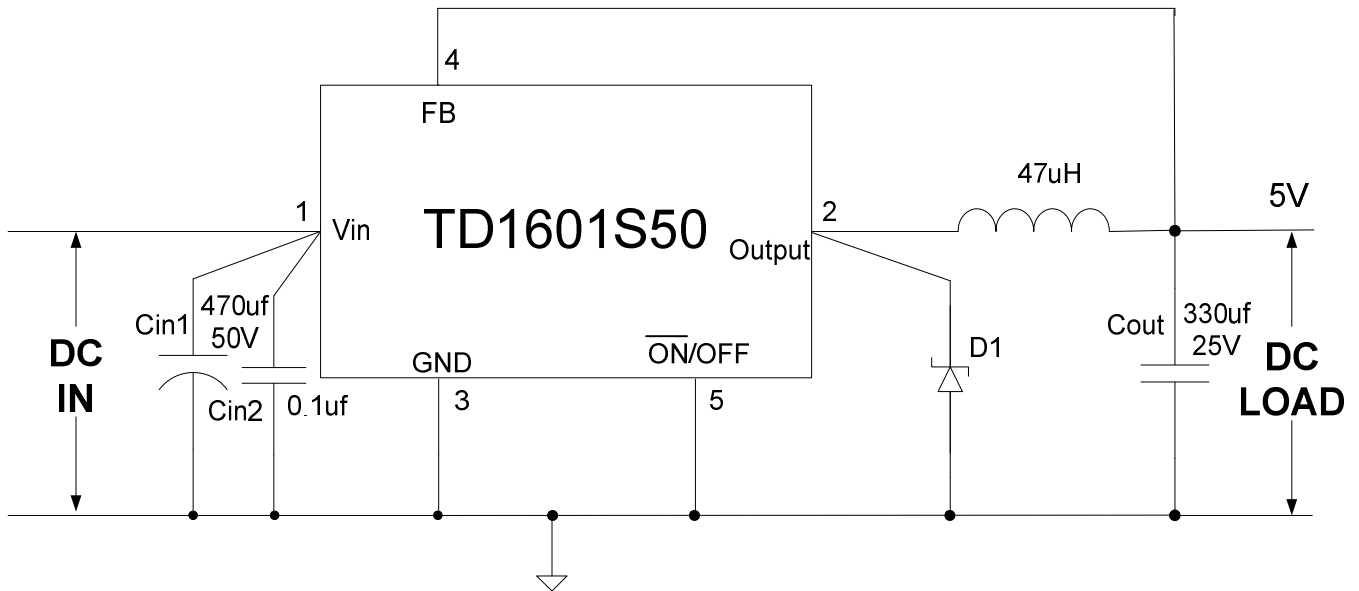 4
FB
47uH
5V
1
Vin
TD1601S50
2
Output
470uf
50V
Cin1
Cin2
0.1uf
DC
IN
GND
ON/OFF
3
5
D1
Cout
330uf
25V
DC
LOAD